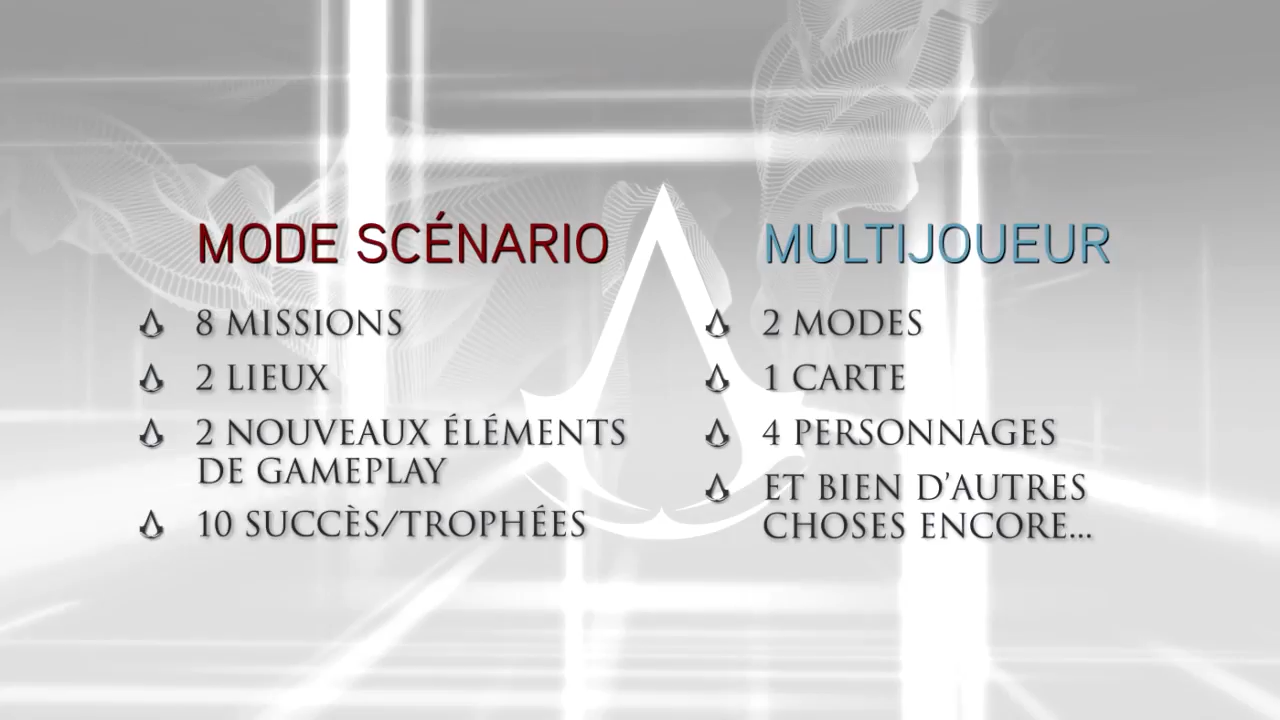 MODE SCÉNARIO
8 MISSIONS
2 LIEUX
2 NOUVEAUX ÉLÉMENTS
DE GAMEPLAY
10 SUCCÈS/TROPHÉES
MULTIJOUEUR
2 MODES
1 CARTE
4 PERSONNAGES
ET BIEN D'AUTRES
CHOSES ENCORE...